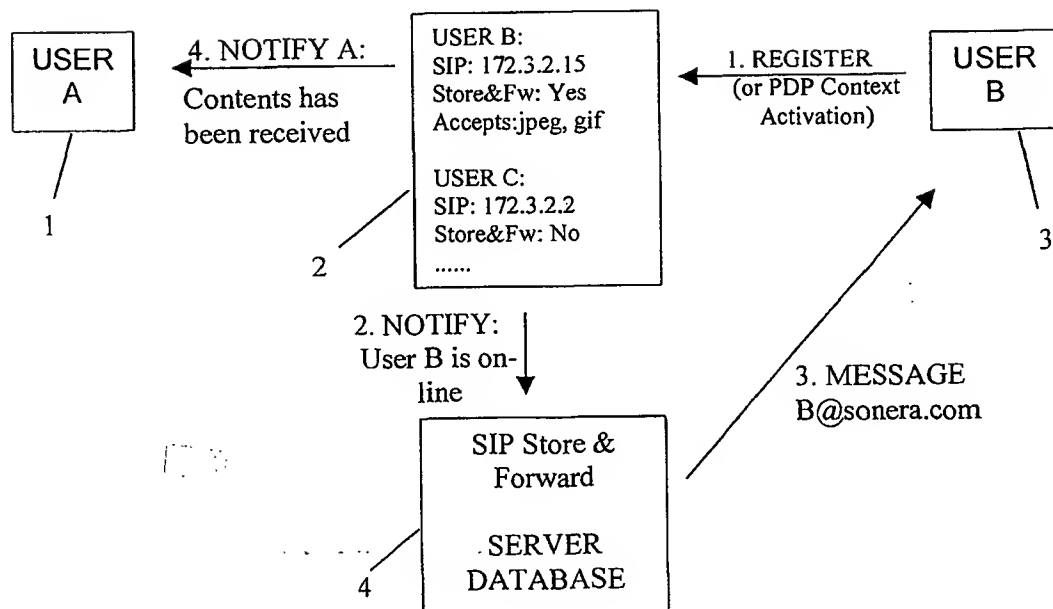 USER
A
1
4. NOTIFY A:
Contents has
been received
USER B:
SIP: 172.3.2.15
Store&Fw: Yes
Accepts:jpeg, gif
USER C:
SIP: 172.3.2.2
Store&Fw: No
......
2
1. REGISTER
(or PDP Context
Activation)
USER
B
3
2. NOTIFY:
User B is on-
line
3. MESSAGE
B@sonera.com
SIP Store &
Forward
SERVER
DATABASE
4